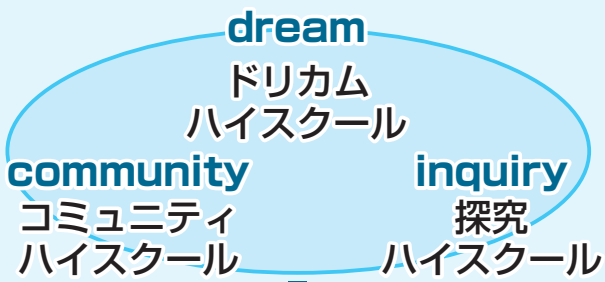 dream
ドリカム
ハイスクール
community
コミュニティ
ハイスクール
inquiry
探究
ハイスクール